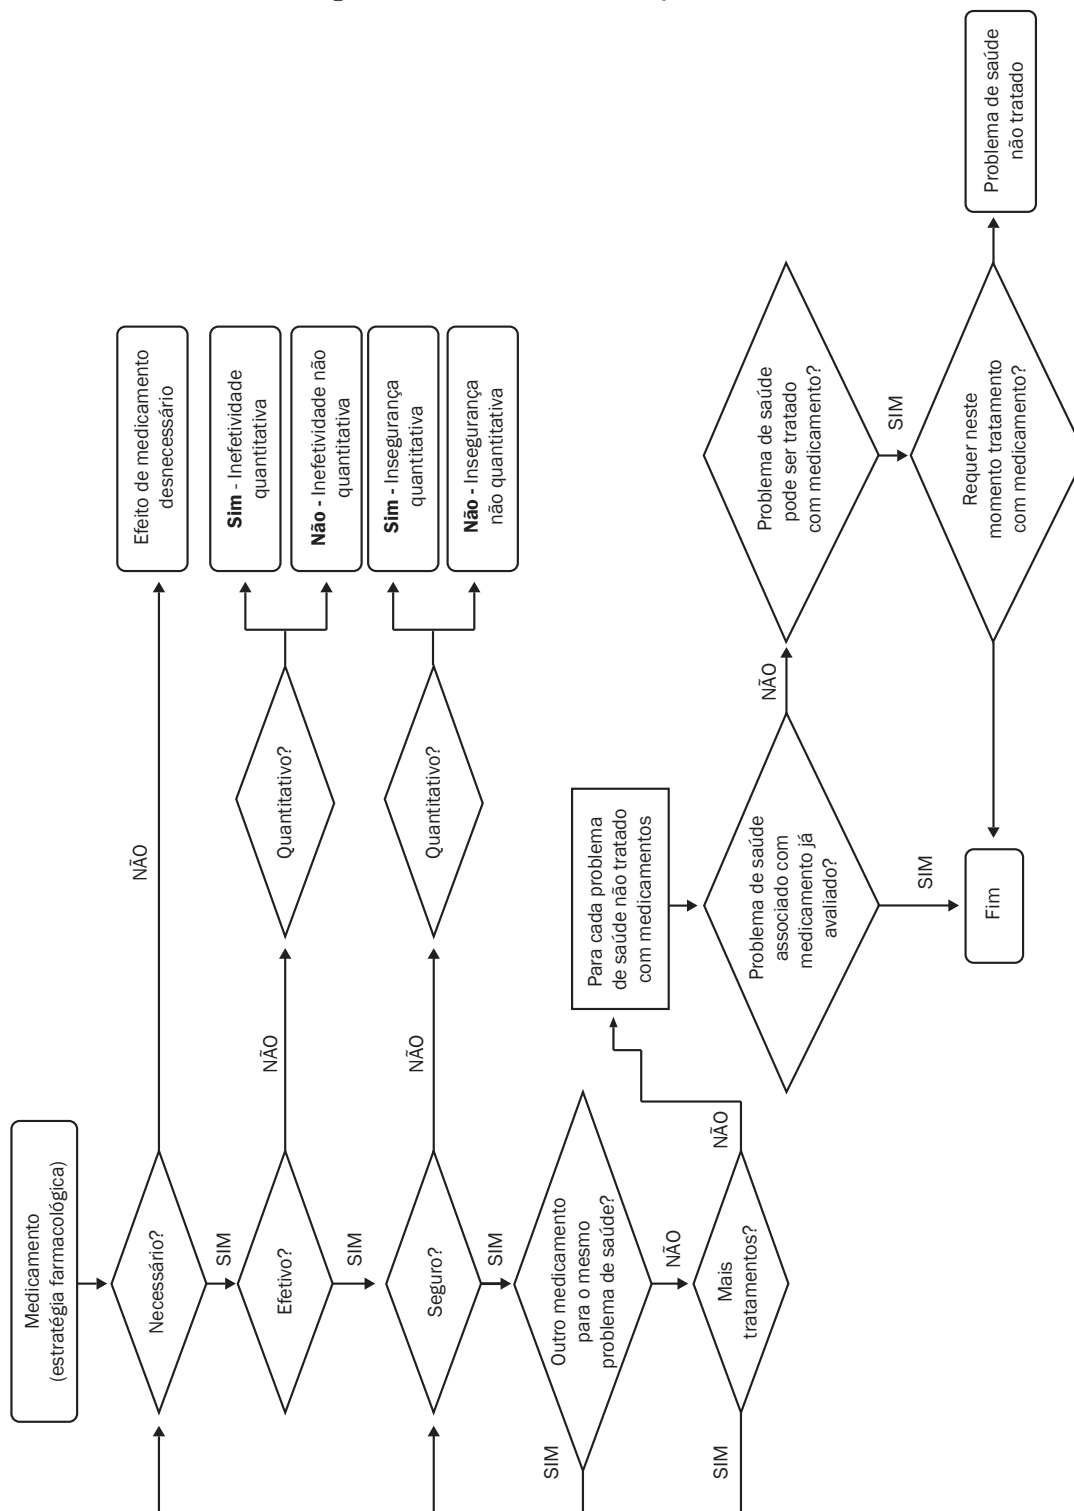 Medicamento
(estratégia farmacológica)
Necessário?
NÃO
Efeito de medicamento
desnecessário
SIM
Efetivo?
NÃO
Quantitativo?
Sim - Inefetividade
quantitativa
Não - Inefetividade não
quantitativa
SIM
Seguro?
NÃO
Quantitativo?
Sim - Insegurança
quantitativa
Não - Insegurança
não quantitativa
SIM
Outro medicamento
para o mesmo
problema de saúde?
SIM
NÃO
Mais
tratamentos?
SIM
NÃO
Para cada problema
de saúde não tratado
com medicamentos
Problema de saúde
associado com
medicamento já
avaliado?
NÃO
SIM
Fim
Problema de saúde
pode ser tratado
com medicamento?
SIM
Requer neste
momento tratamento
com medicamento?
Problema de saúde
não tratado